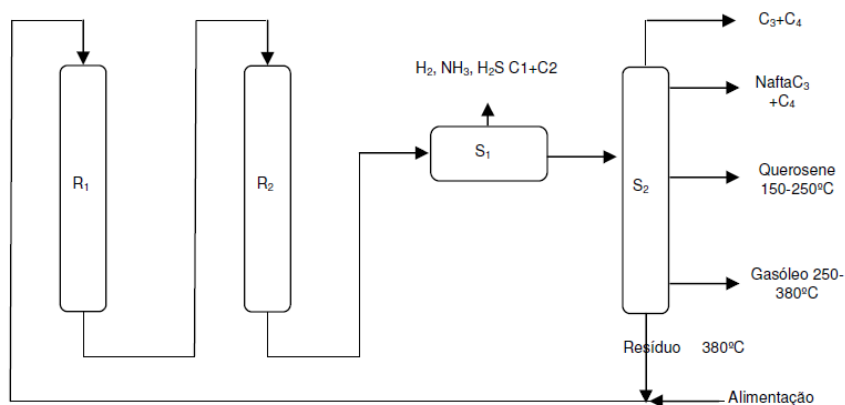 C₃+C₄
H₂, NH₃, H₂S C1+C2
NaftaC₃
+C₄
R₁
R₂
S₁
S₂
Querosene
150-250ºC
Gasóleo 250-
380ºC
Resíduo 380ºC
Alimentação